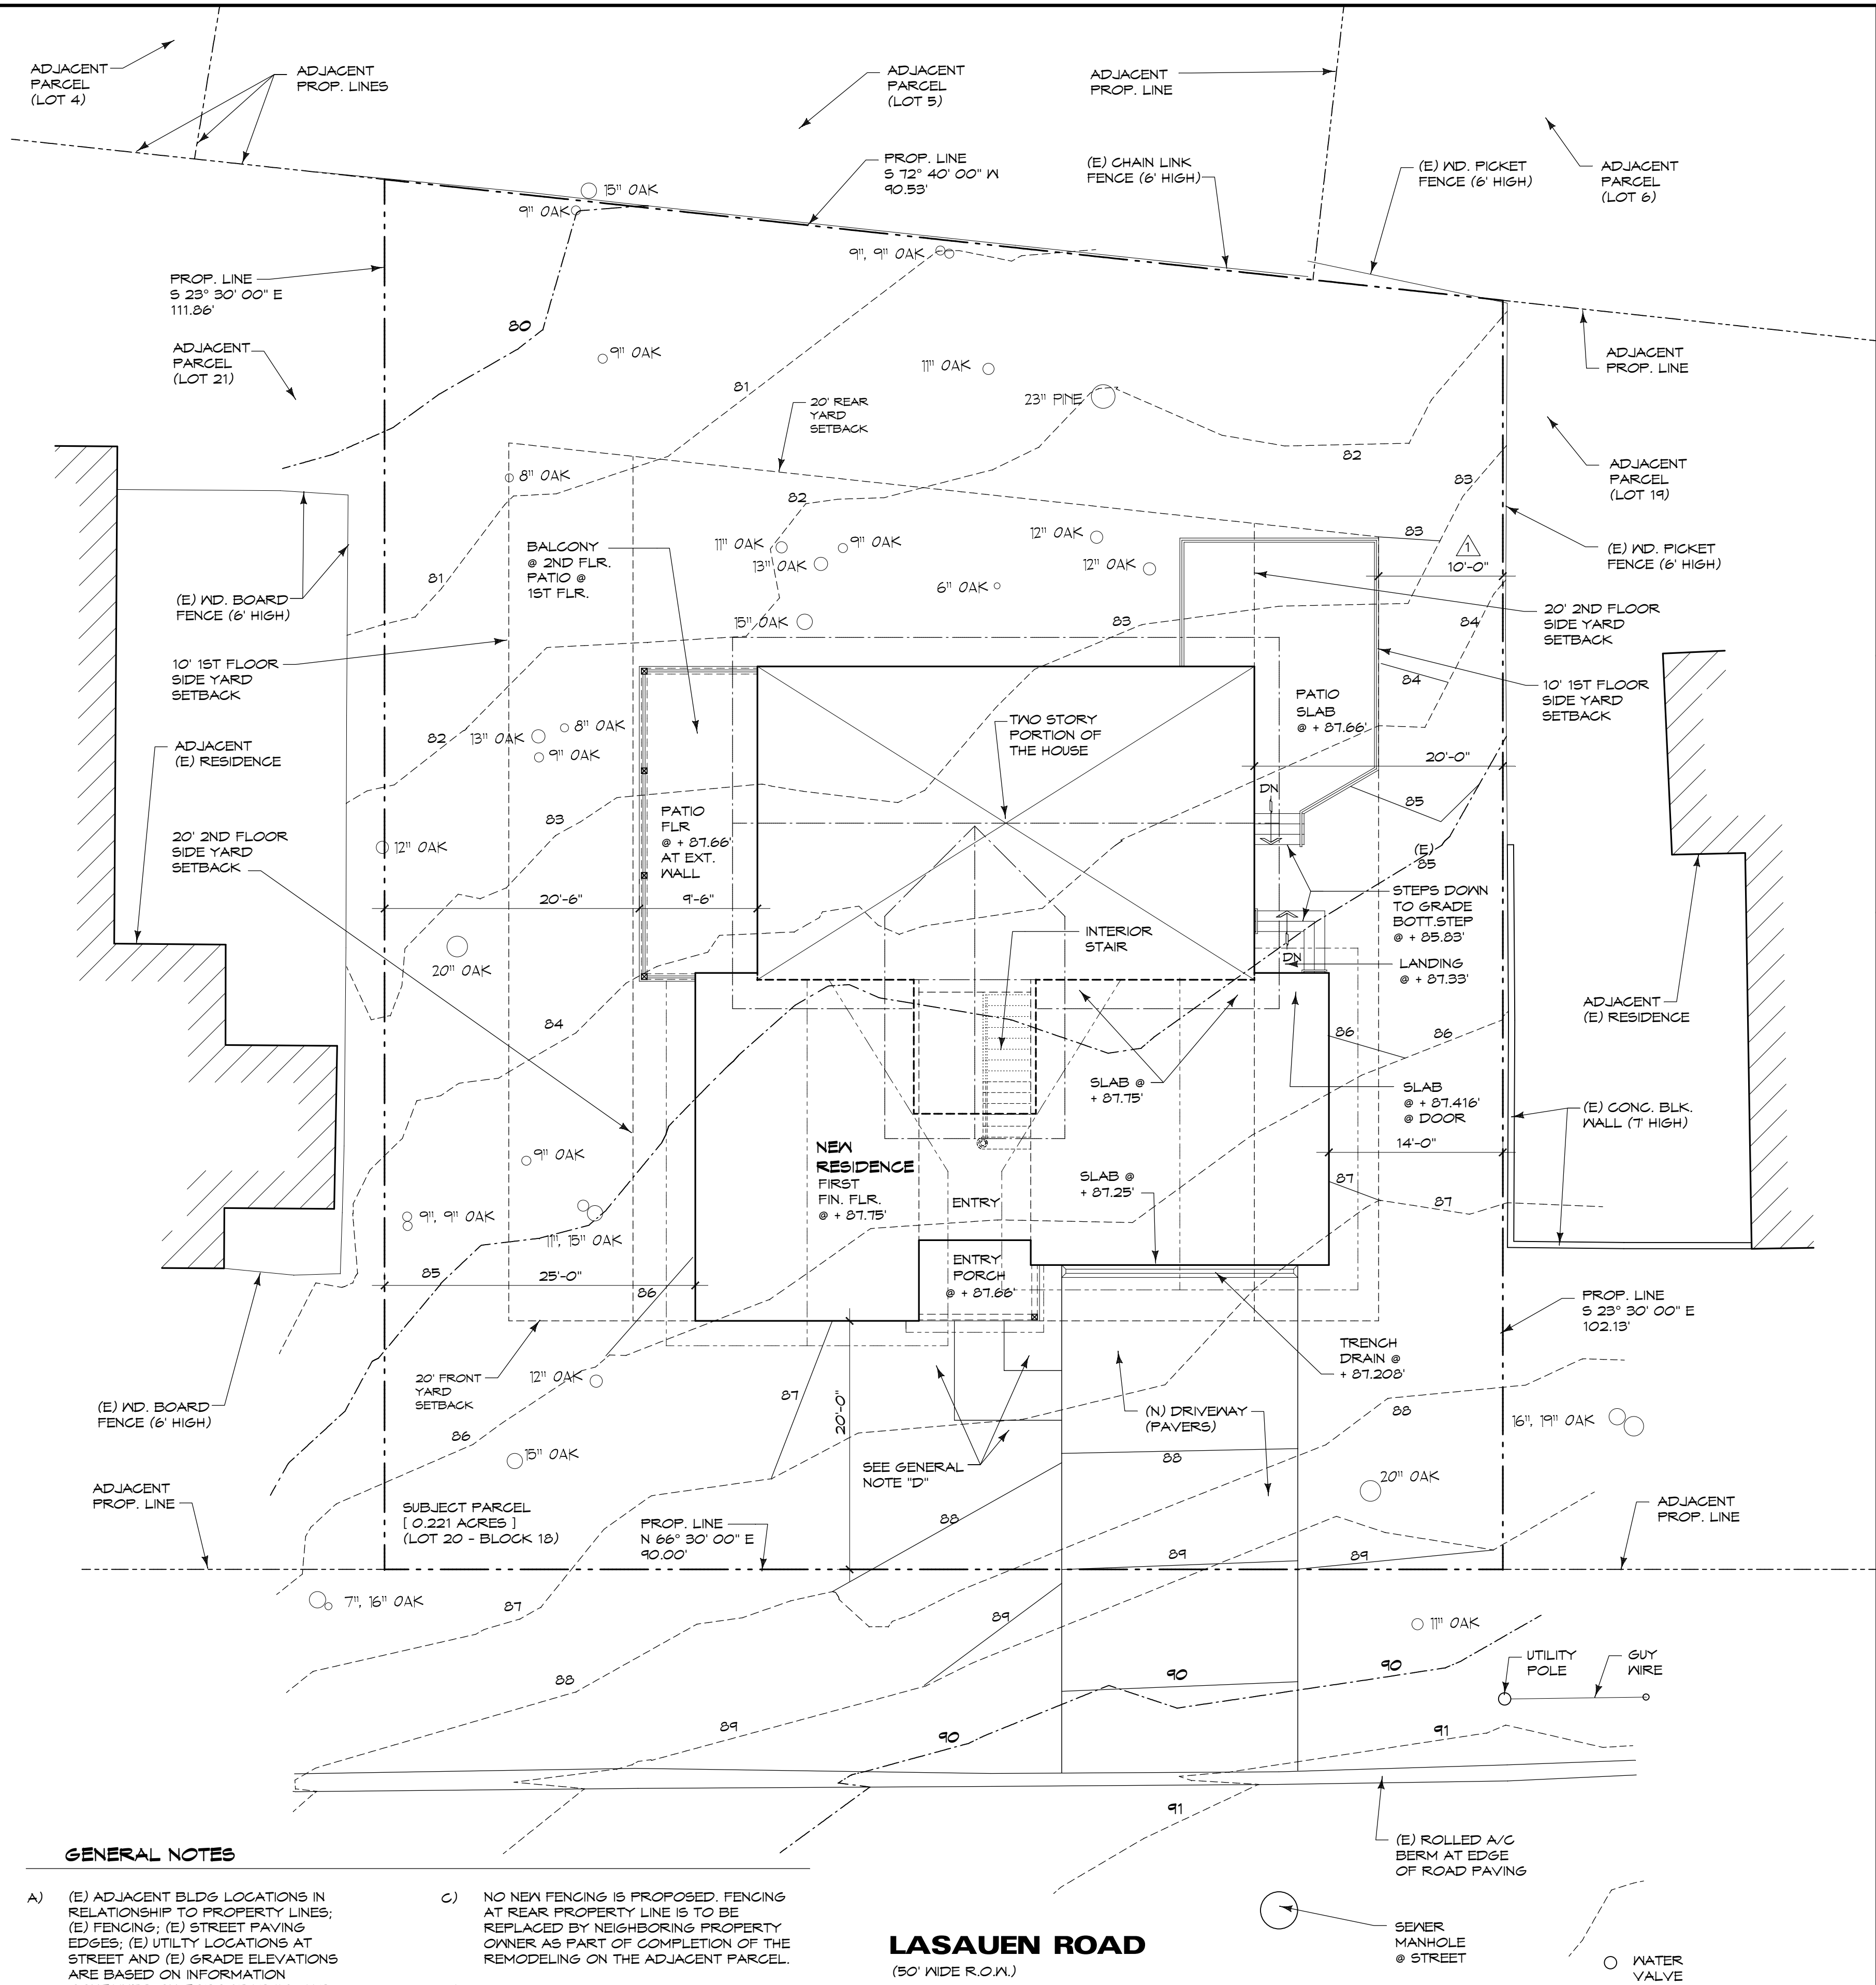 ADJACENT
PARCEL
(LOT 4)
ADJACENT
PROP. LINES
ADJACENT
PARCEL
(LOT 5)
ADJACENT
PROP. LINE
PROP. LINE
S 72° 40' 00" W
90.53'
(E) CHAIN LINK
FENCE (6' HIGH)
(E) WD. PICKET
FENCE (6' HIGH)
ADJACENT
PARCEL
(LOT 6)
15" OAK
9" OAK
9", 9" OAK
PROP. LINE
S 23° 30' 00" E
111.86'
80
ADJACENT
PARCEL
(LOT 21)
9" OAK
11" OAK
81
23" PINE
20' REAR
YARD
SETBACK
ADJACENT
PROP. LINE
82
ADJACENT
PARCEL
(LOT 19)
8" OAK
82
83
83
BALCONY
@ 2ND FLR.
PATIO @
1ST FLR.
11" OAK
9" OAK
13" OAK
12" OAK
12" OAK
6" OAK
1
10'-0"
(E) WD. PICKET
FENCE (6' HIGH)
81
(E) WD. BOARD
FENCE (6' HIGH)
15" OAK
83
84
20' 2ND FLOOR
SIDE YARD
SETBACK
10' 1ST FLOOR
SIDE YARD
SETBACK
84
10' 1ST FLOOR
SIDE YARD
SETBACK
PATIO
SLAB
@ + 87.66'
TWO STORY
PORTION OF
THE HOUSE
82
13" OAK
8" OAK
9" OAK
ADJACENT
(E) RESIDENCE
20'-0"
DN
85
PATIO
FLR
@ + 87.66'
AT EXT.
WALL
83
20' 2ND FLOOR
SIDE YARD
SETBACK
12" OAK
(E)
85
20'-6"
9'-6"
STEPS DOWN
TO GRADE
BOTT.STEP
@ + 85.83'
INTERIOR
STAIR
DN
LANDING
@ + 87.33'
20" OAK
84
ADJACENT
(E) RESIDENCE
86
86
SLAB @
+ 87.75'
SLAB
@ + 87.416'
@ DOOR
(E) CONC. BLK.
WALL (7' HIGH)
14'-0"
9" OAK
NEW
RESIDENCE
FIRST
FIN. FLR.
@ + 87.75'
SLAB @
+ 87.25'
87
87
ENTRY
9", 9" OAK
11", 15" OAK
85
25'-0"
86
ENTRY
PORCH
@ + 87.66'
PROP. LINE
S 23° 30' 00" E
102.13'
TRENCH
DRAIN @
+ 87.208'
20' FRONT
YARD
SETBACK
12" OAK
87
20'-0"
(N) DRIVEWAY
(PAVERS)
88
16", 19" OAK
(E) WD. BOARD
FENCE (6' HIGH)
86
15" OAK
SEE GENERAL
NOTE "D"
88
20" OAK
ADJACENT
PROP. LINE
SUBJECT PARCEL
[ 0.221 ACRES ]
(LOT 20 - BLOCK 18)
PROP. LINE
N 66° 30' 00" E
90.00'
88
ADJACENT
PROP. LINE
89
89
7", 16" OAK
87
89
11" OAK
88
90
90
UTILITY
POLE
GUY
WIRE
89
90
91
91
(E) ROLLED A/C
BERM AT EDGE
OF ROAD PAVING
GENERAL NOTES
A) (E) ADJACENT BLDG LOCATIONS IN
RELATIONSHIP TO PROPERTY LINES;
(E) FENCING; (E) STREET PAVING
EDGES; (E) UTILTY LOCATIONS AT
STREET AND (E) GRADE ELEVATIONS
ARE BASED ON INFORMATION
C) NO NEW FENCING IS PROPOSED. FENCING
AT REAR PROPERTY LINE IS TO BE
REPLACED BY NEIGHBORING PROPERTY
OWNER AS PART OF COMPLETION OF THE
REMODELING ON THE ADJACENT PARCEL.
LASAUEN ROAD
(50' WIDE R.O.W.)
SEWER
MANHOLE
@ STREET
WATER
VALVE